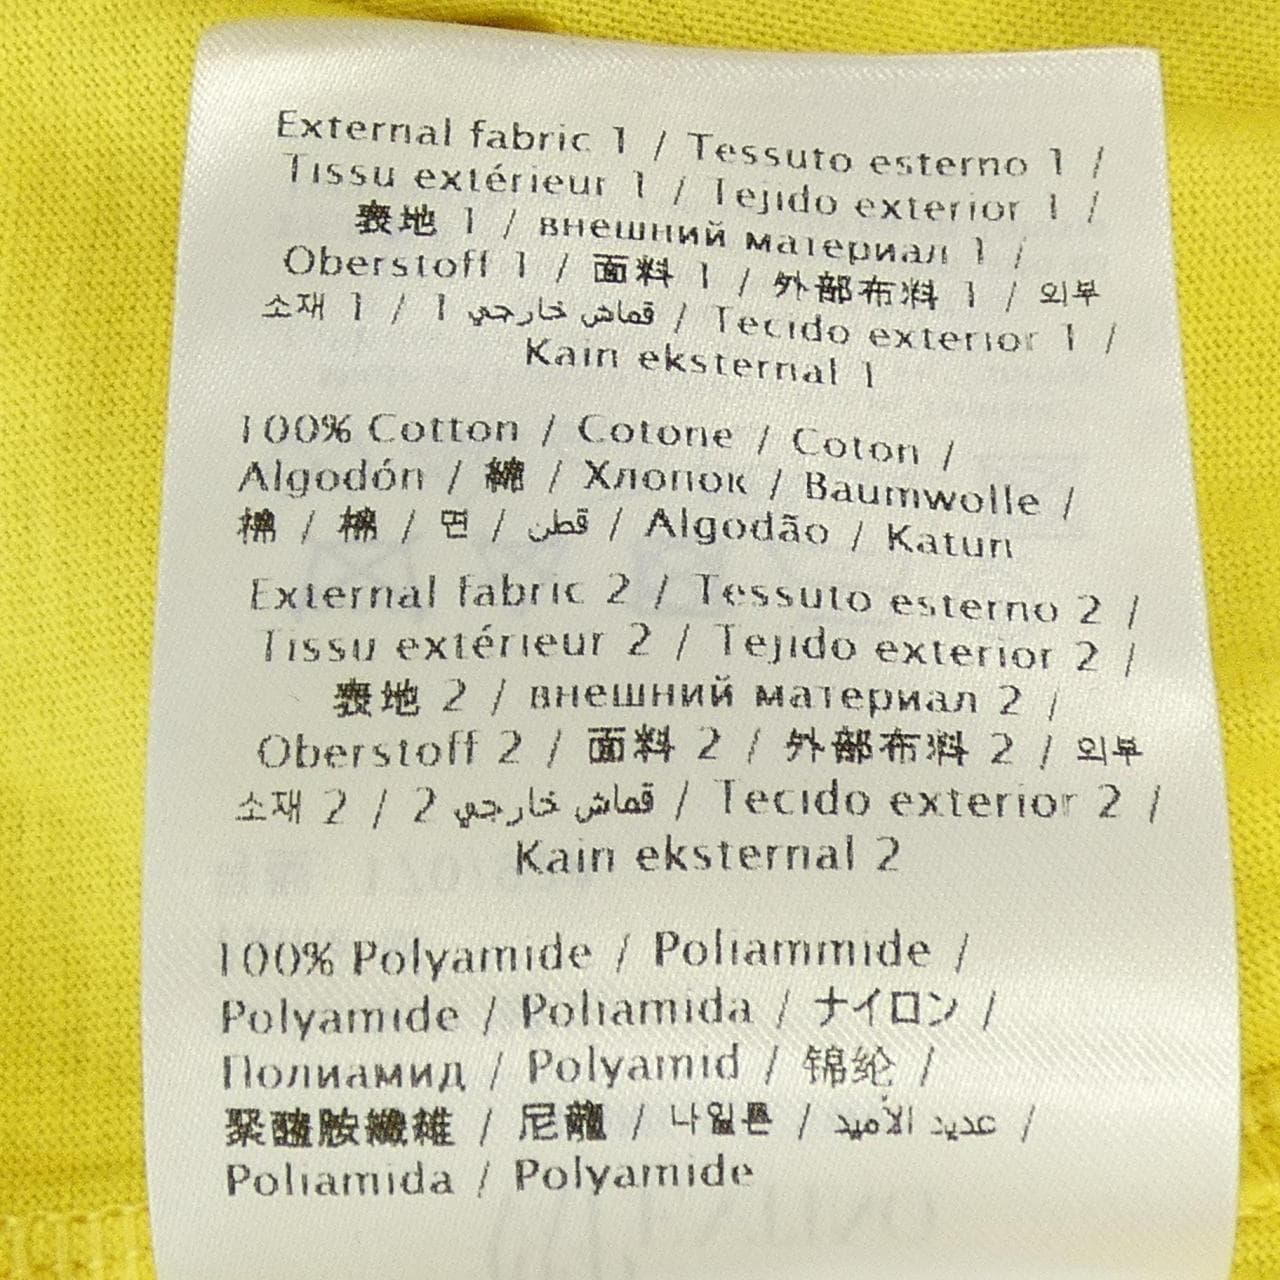 External fabric 1 / Tessuto esterno 1 /
Tissu extérieur 1 / Tejido exterior 1 /
表地 1 / внешний материал 1 /
Oberstoff 1 / 面料 1 / 外部布料 1 / 외부
소재 1 / 1 قماش خارجي / Tecido exterior 1 /
Kain eksternal 1
100% Cotton / Cotone / Coton /
Algodón / 綿 / Хлопок / Baumwolle /
棉 / 棉 / 면 / قطن / Algodão / Katun
External fabric 2 / Tessuto esterno 2 /
Tissu extérieur 2 / Tejido exterior 2 /
表地 2 / внешний материал 2 /
Oberstoff 2 / 面料 2 / 外部布料 2 / 외부
소재 2 / 2 قماش خارجي / Tecido exterior 2 /
Kain eksternal 2
100% Polyamide / Poliammide /
Polyamide / Poliamida / ナイロン /
Полиамид / Polyamid / 锦纶 /
聚醯胺纖維 / 尼龍 / 나일론 / عديد الاميد /
Poliamida / Polyamide